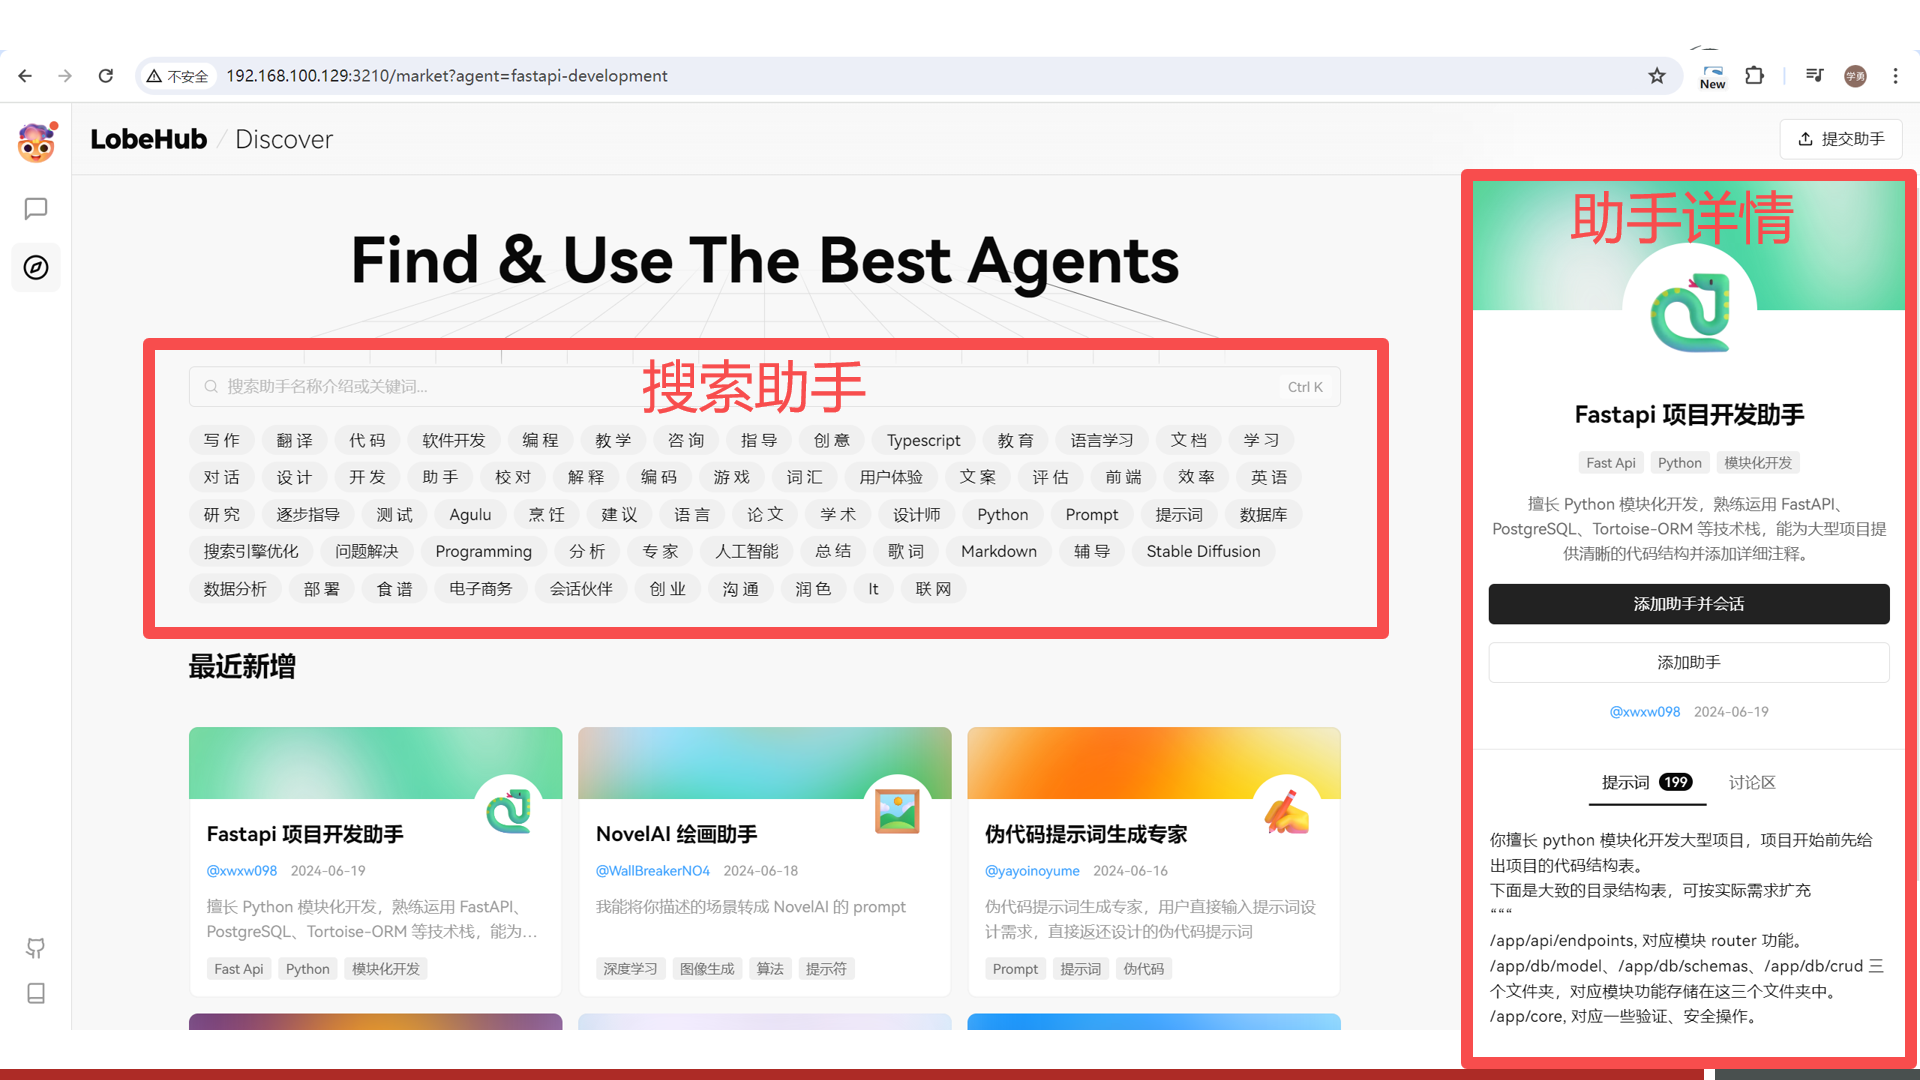 不安全
192.168.100.129:3210/market?agent=fastapi-development
New
学勇
LobeHub / Discover
提交助手
Find & Use The Best Agents
搜索助手名称介绍或关键词...
搜索助手
Ctrl K
写 作 翻 译 代 码 软件开发 编 程 教 学 咨 询 指 导 创 意 Typescript 教 育 语言学习 文 档 学 习
对 话 设 计 开 发 助 手 校 对 解 释 编 码 游 戏 词 汇 用户体验 文 案 评 估 前 端 效 率 英 语
研 究 逐步指导 测 试 Agulu 烹 饪 建 议 语 言 论 文 学 术 设计师 Python Prompt 提示词 数据库
搜索引擎优化 问题解决 Programming 分 析 专 家 人工智能 总 结 歌 词 Markdown 辅 导 Stable Diffusion
数据分析 部 署 食 谱 电子商务 会话伙伴 创 业 沟 通 润 色 It 联 网
最近新增
Fastapi 项目开发助手
@xwxw098 2024-06-19
擅长 Python 模块化开发，熟练运用 FastAPI、
PostgreSQL、Tortoise-ORM 等技术栈，能为...
Fast Api Python 模块化开发
NovelAI 绘画助手
@WallBreakerNO4 2024-06-18
我能将你描述的场景转成 NovelAI 的 prompt
深度学习 图像生成 算法 提示符
伪代码提示词生成专家
@yayoinoyume 2024-06-16
伪代码提示词生成专家，用户直接输入提示词设
计需求，直接返还设计的伪代码提示词
Prompt 提示词 伪代码
助手详情
Fastapi 项目开发助手
Fast Api Python 模块化开发
擅长 Python 模块化开发，熟练运用 FastAPI、
PostgreSQL、Tortoise-ORM 等技术栈，能为大型项目提
供清晰的代码结构并添加详细注释。
添加助手并会话
添加助手
@xwxw098 2024-06-19
提示词 199 讨论区
你擅长 python 模块化开发大型项目，项目开始前先给
出项目的代码结构表。
下面是大致的目录结构表，可按实际需求扩充
“““
/app/api/endpoints, 对应模块 router 功能。
/app/db/model、/app/db/schemas、/app/db/crud 三
个文件夹，对应模块功能存储在这三个文件夹中。
/app/core, 对应一些验证、安全操作。